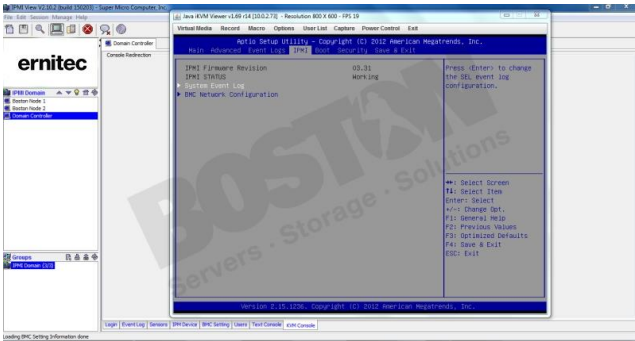 IPMI View V2.10.2 (build 150203) - Super Micro Computer, Inc.
File Edit Session Manage Help
ernitec
IPMI Domain
Boston Node 1
Boston Node 2
Domain Controller
Groups
IPMI Domain (3/3)
Domain Controller
Console Redirection
Java iKVM Viewer v1.69 r14 [10.0.2.73] - Resolution 800 X 600 - FPS 19
Virtual Media Record Macro Options User List Capture Power Control Exit
Aptio Setup Utility - Copyright (C) 2012 American Megatrends, Inc.
Main Advanced Event Logs IPMI Boot Security Save & Exit
IPMI Firmware Revision 03.31
IPMI STATUS Working
System Event Log
BMC Network Configuration
Press <Enter> to change
the SEL event log
configuration.
↔: Select Screen
↑↓: Select Item
Enter: Select
+/-: Change Opt.
F1: General Help
F2: Previous Values
F3: Optimized Defaults
F4: Save & Exit
ESC: Exit
Version 2.15.1236. Copyright (C) 2012 American Megatrends, Inc.
BOSTON
Servers . Storage . Solutions
Login Event Log Sensors IPM Device BMC Setting Users Text Console KVM Console
Loading BMC Setting Information done